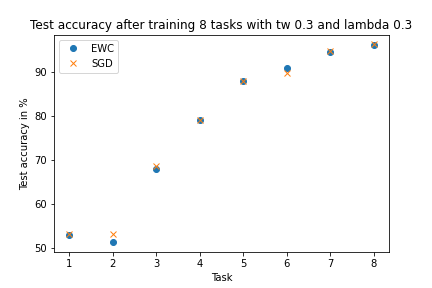 Test accuracy after training 8 tasks with tw 0.3 and lambda 0.3
EWC
SGD
Test accuracy in %
90
80
70
60
50
1 2 3 4 5 6 7 8
Task